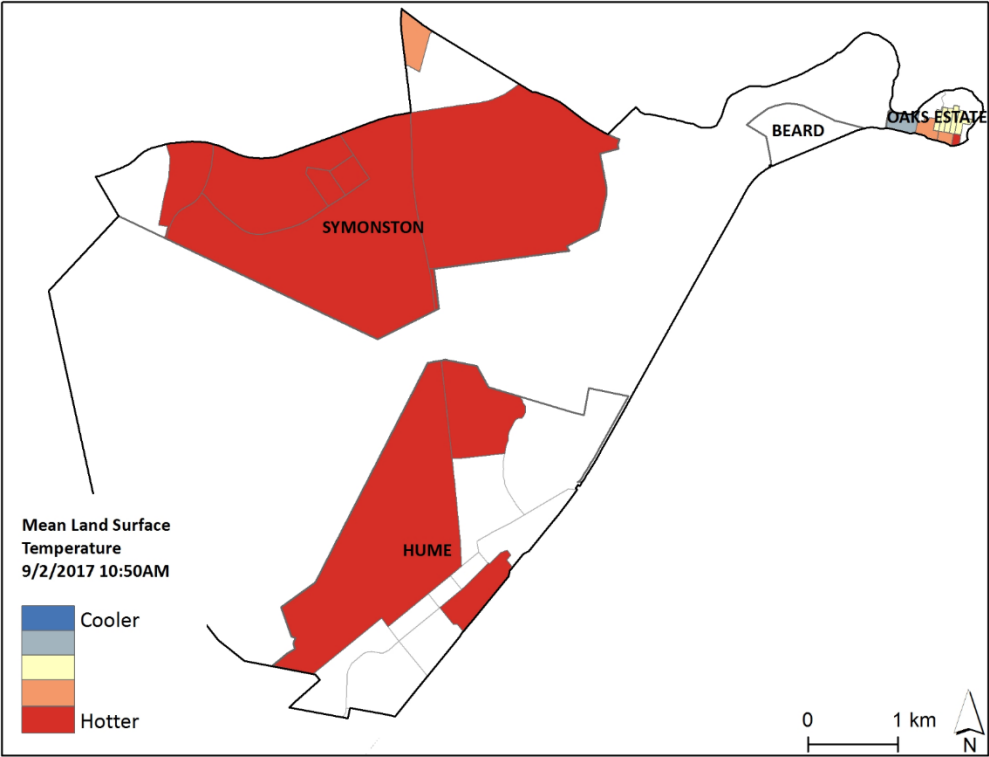 OAKS ESTATE
BEARD
SYMONSTON
HUME
Mean Land Surface
Temperature
9/2/2017 10:50AM
Cooler
Hotter
0 1 km
N